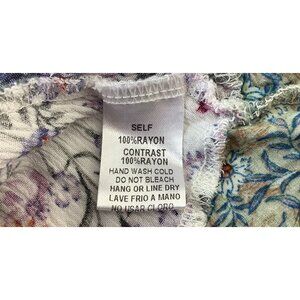 SELF
100%RAYON
CONTRAST
100%RAYON
HAND WASH COLD
DO NOT BLEACH
HANG OR LINE DRY
LAVE FRIO A MANO
NO USAR CLORO